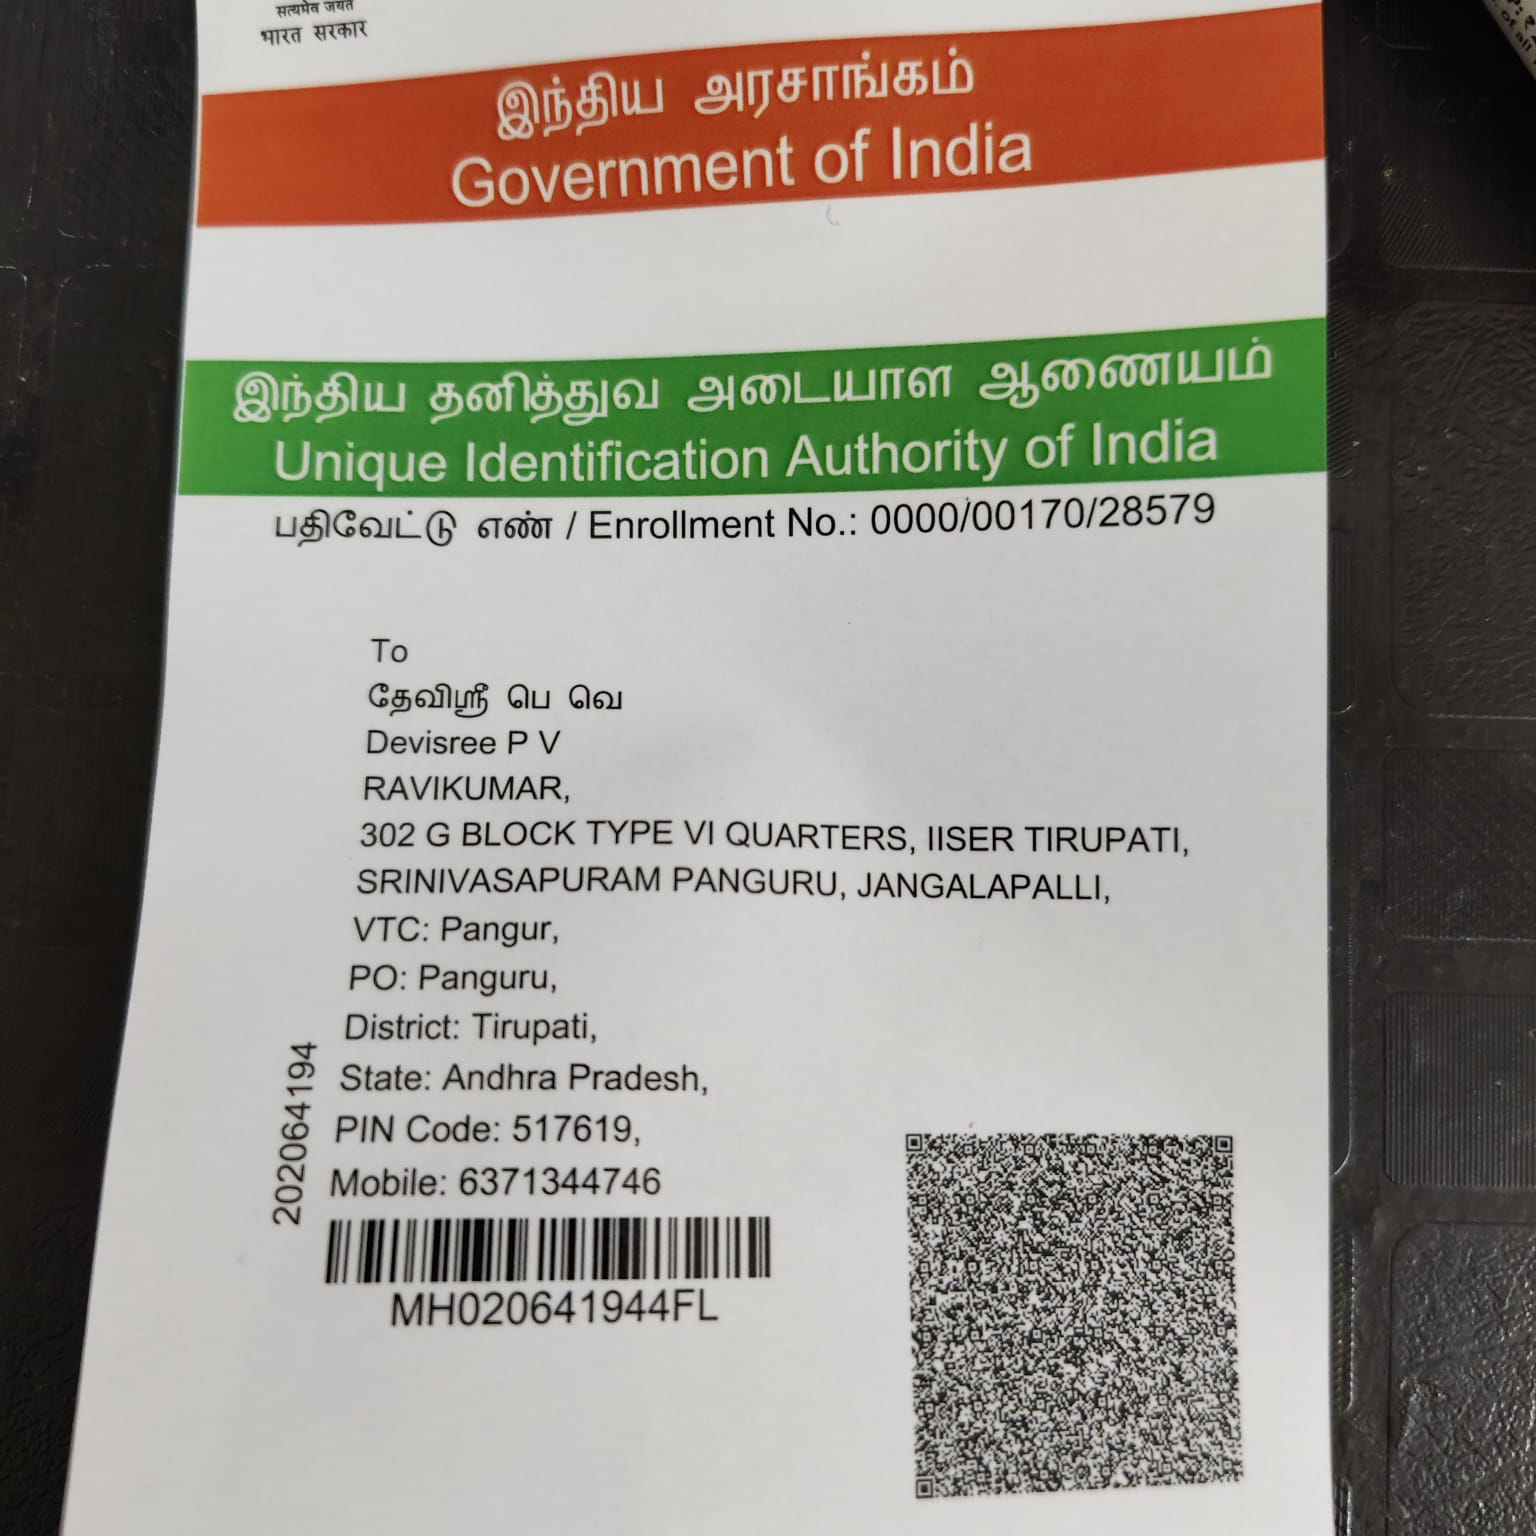 सत्यमेव जयते
भारत सरकार
இந்திய அரசாங்கம்
Government of India
இந்திய தனித்துவ அடையாள ஆணையம்
Unique Identification Authority of India
பதிவேட்டு எண் / Enrollment No.: 0000/00170/28579
To
தேவிஸ்ரீ பெ வெ
Devisree P V
RAVIKUMAR,
302 G BLOCK TYPE VI QUARTERS, IISER TIRUPATI,
SRINIVASAPURAM PANGURU, JANGALAPALLI,
VTC: Pangur,
PO: Panguru,
District: Tirupati,
State: Andhra Pradesh,
PIN Code: 517619,
Mobile: 6371344746
202064194
MH020641944FL